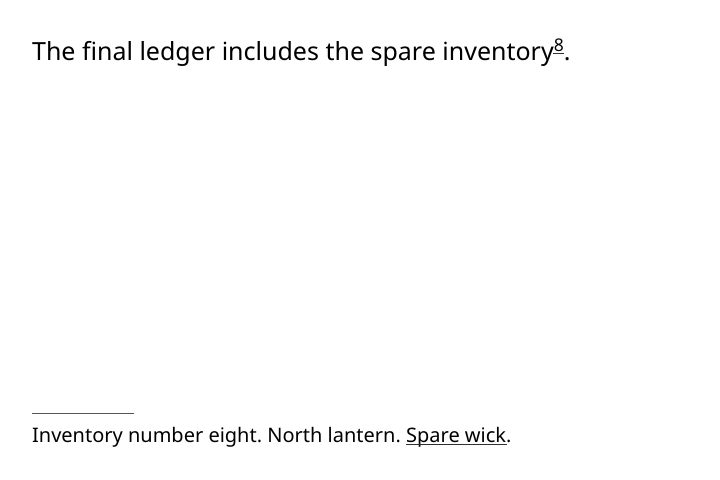 The final ledger includes the spare inventory8.
Inventory number eight. North lantern. Spare wick.